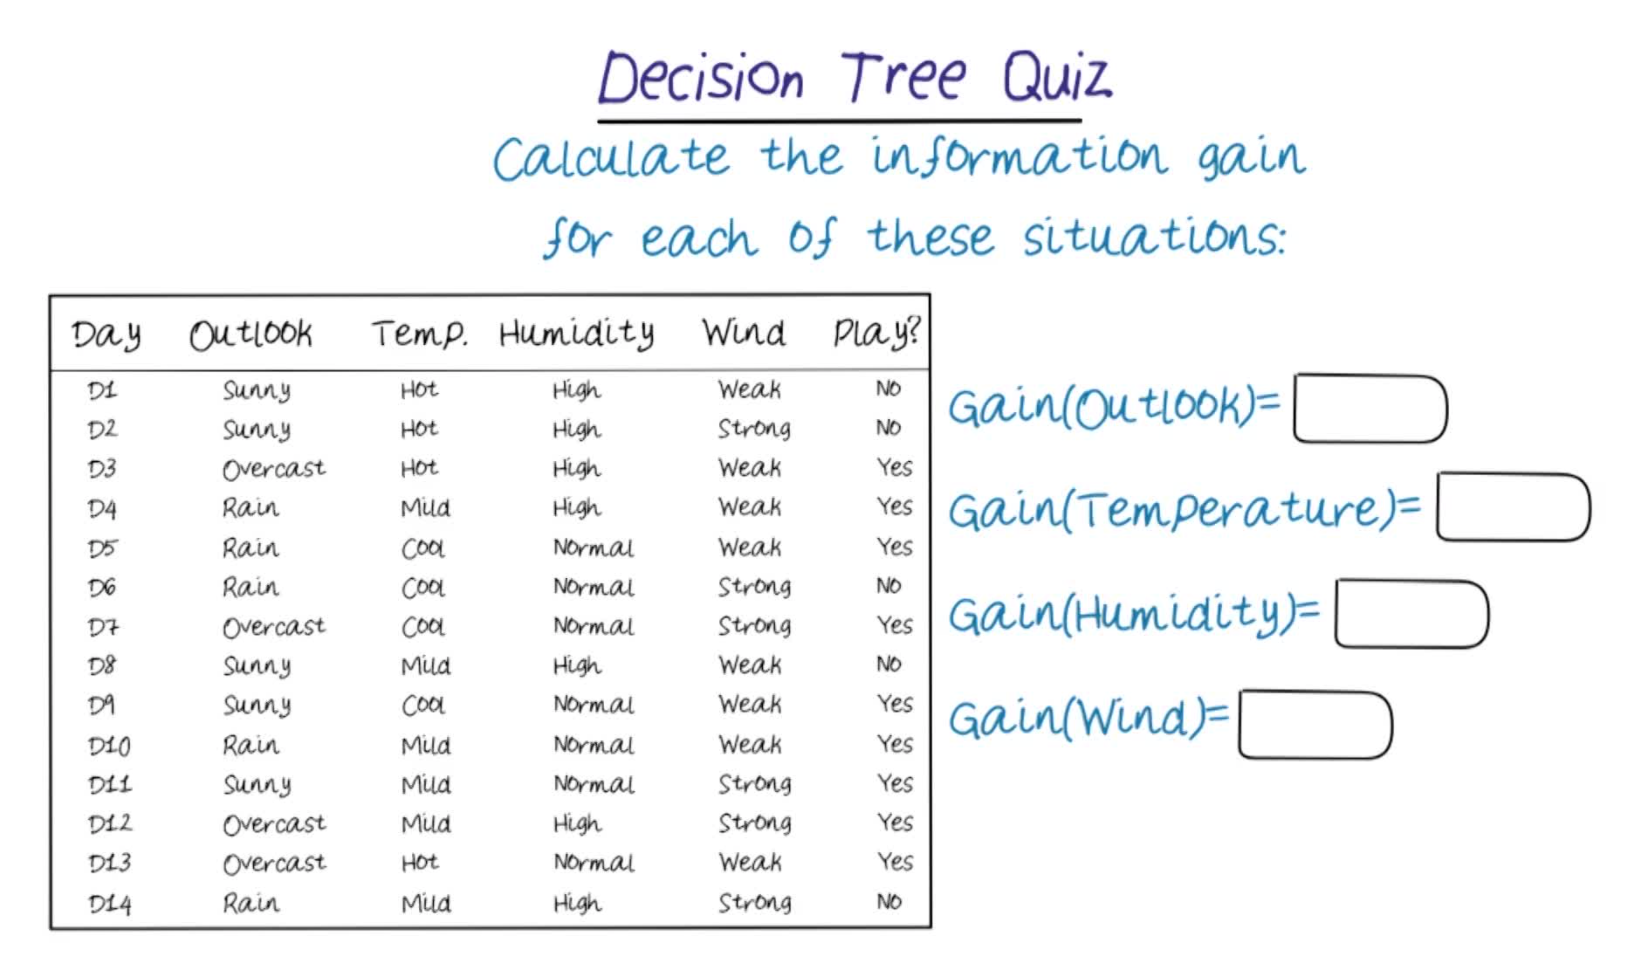 Decision Tree Quiz
Calculate the information gain
for each of these situations:
Day Outlook Temp. Humidity Wind Play?
D1 Sunny Hot High Weak No
D2 Sunny Hot High Strong No
D3 Overcast Hot High Weak Yes
D4 Rain Mild High Weak Yes
D5 Rain Cool Normal Weak Yes
D6 Rain Cool Normal Strong No
D7 Overcast Cool Normal Strong Yes
D8 Sunny Mild High Weak No
D9 Sunny Cool Normal Weak Yes
D10 Rain Mild Normal Weak Yes
D11 Sunny Mild Normal Strong Yes
D12 Overcast Mild High Strong Yes
D13 Overcast Hot Normal Weak Yes
D14 Rain Mild High Strong No
Gain(Outlook)=
Gain(Temperature)=
Gain(Humidity)=
Gain(Wind)=